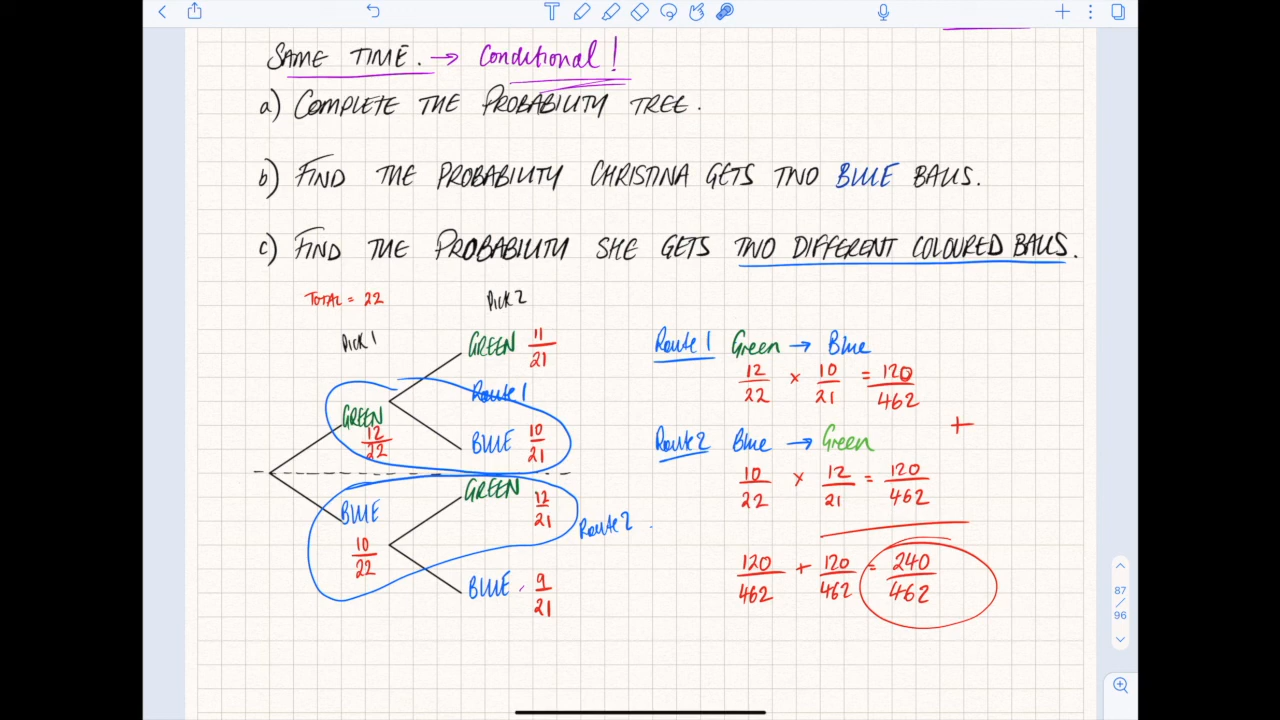 SAME TIME. → Conditional!
a) COMPLETE THE PROBABILITY TREE.
b) FIND THE PROBABILITY CHRISTINA GETS TWO BLUE BALLS.
c) FIND THE PROBABILITY SHE GETS TWO DIFFERENT COLOURED BALLS.
TOTAL = 22
PICK 1
PICK 2
GREEN 11/21
Route 1
GREEN 12/22
BLUE 10/21
GREEN 12/21
BLUE 10/22
Route 2
BLUE 9/21
Route 1 Green → Blue
12/22 × 10/21 = 120/462
+
Route 2 Blue → Green
10/22 × 12/21 = 120/462
120/462 + 120/462 = 240/462
87 / 96